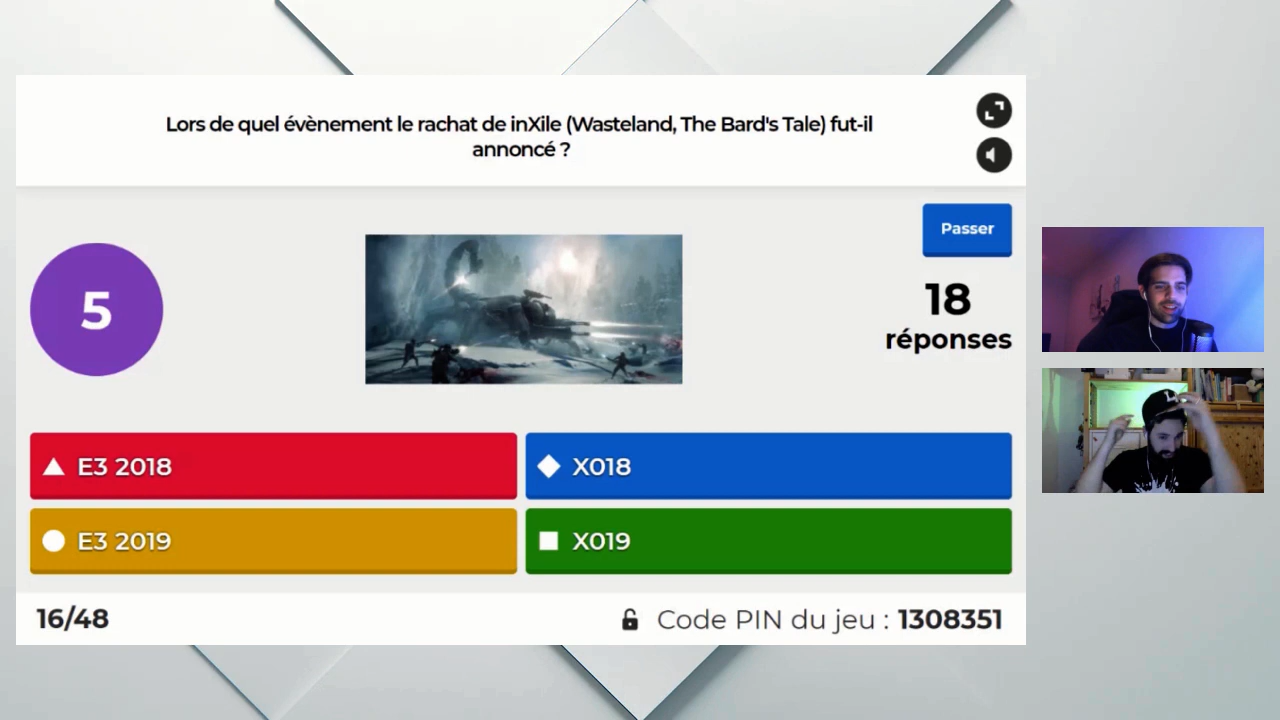 Lors de quel évènement le rachat de inXile (Wasteland, The Bard's Tale) fut-il
annoncé ?
Passer
5
18
réponses
E3 2018
X018
E3 2019
X019
16/48
Code PIN du jeu : 1308351